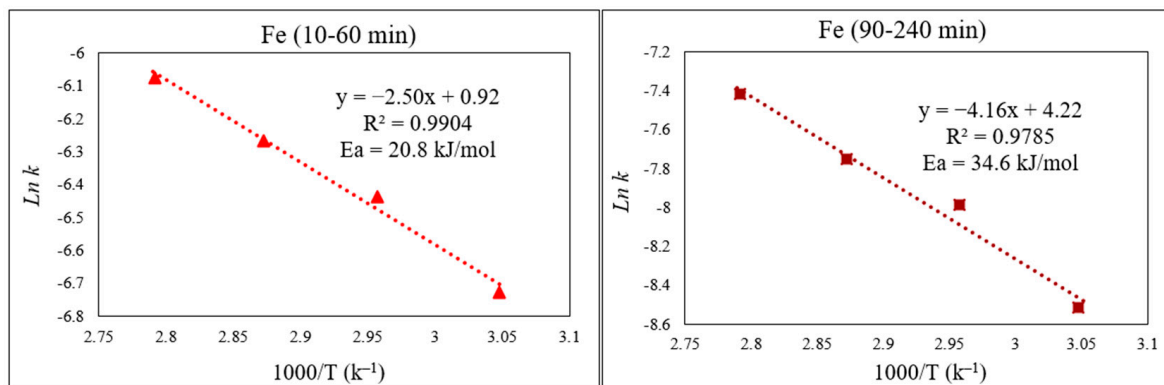 Fe (10-60 min)
-6
-6.1
-6.2
-6.3
-6.4
-6.5
-6.6
-6.7
-6.8
Ln k
y = −2.50x + 0.92
R² = 0.9904
Ea = 20.8 kJ/mol
2.75 2.8 2.85 2.9 2.95 3 3.05 3.1
1000/T (k⁻¹)
Fe (90-240 min)
-7.2
-7.4
-7.6
-7.8
-8
-8.2
-8.4
-8.6
Ln k
y = −4.16x + 4.22
R² = 0.9785
Ea = 34.6 kJ/mol
2.75 2.8 2.85 2.9 2.95 3 3.05 3.1
1000/T (k⁻¹)